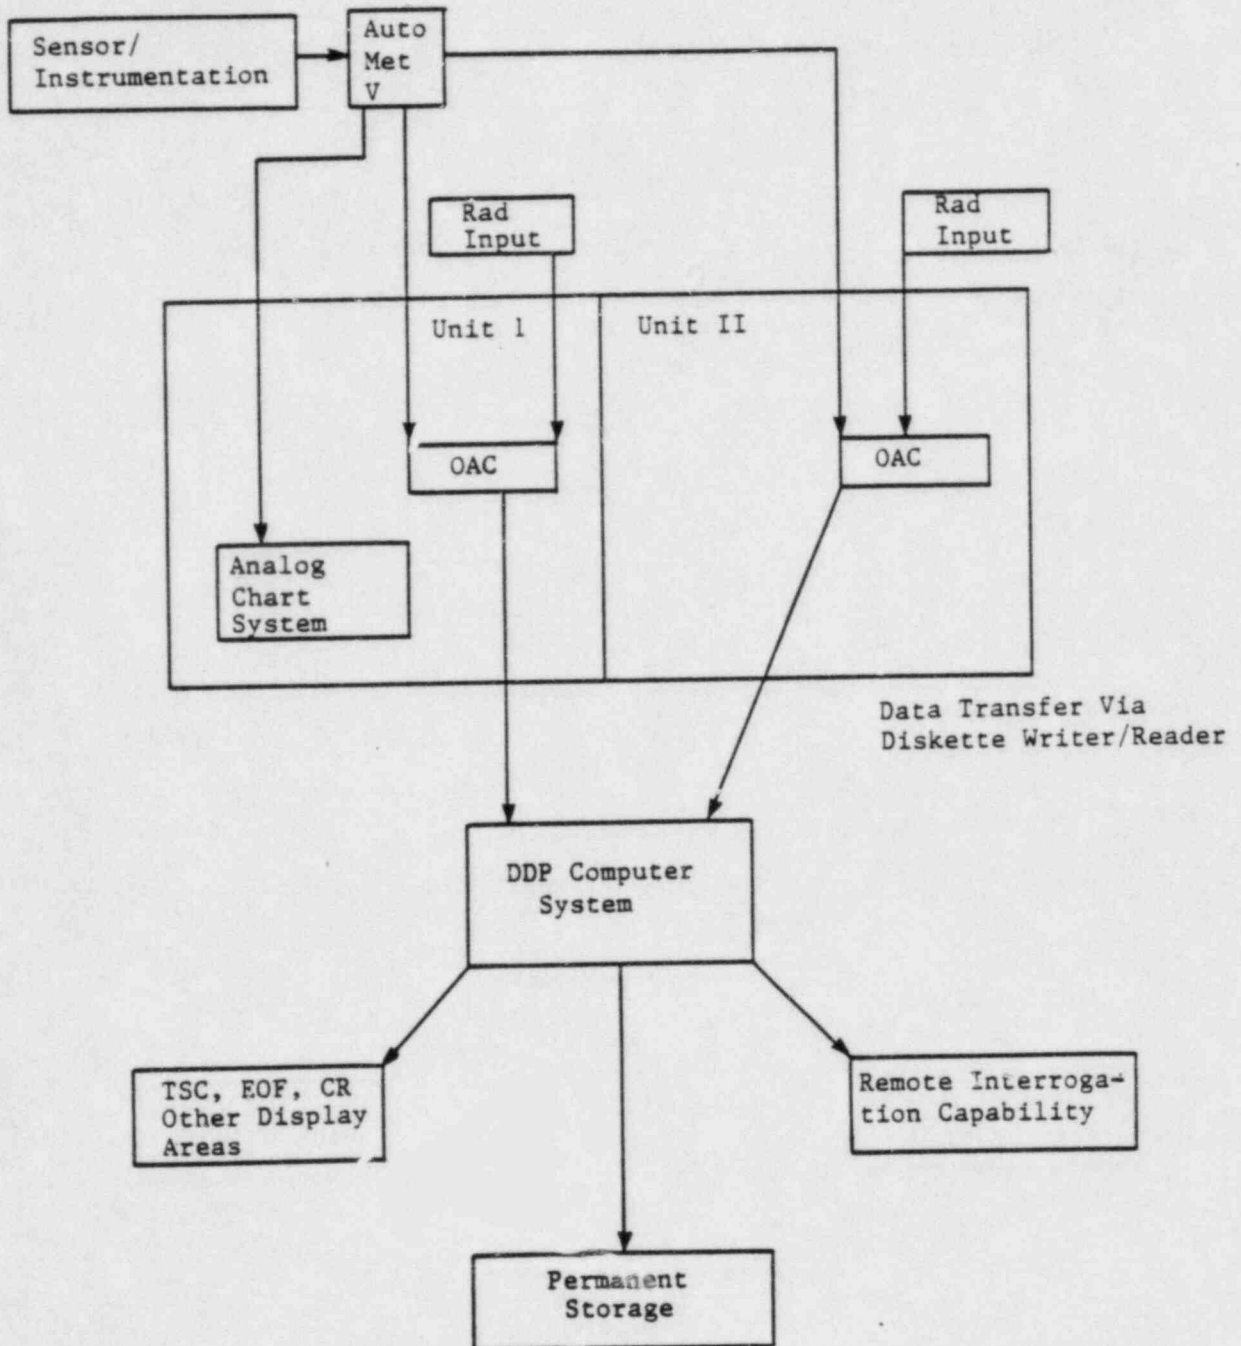 Sensor/
Instrumentation
Auto
Met
V
Rad
Input
Rad
Input
Unit 1
Unit II
OAC
OAC
Analog
Chart
System
Data Transfer Via
Diskette Writer/Reader
DDP Computer
System
TSC, EOF, CR
Other Display
Areas
Remote Interroga-
tion Capability
Permanent
Storage